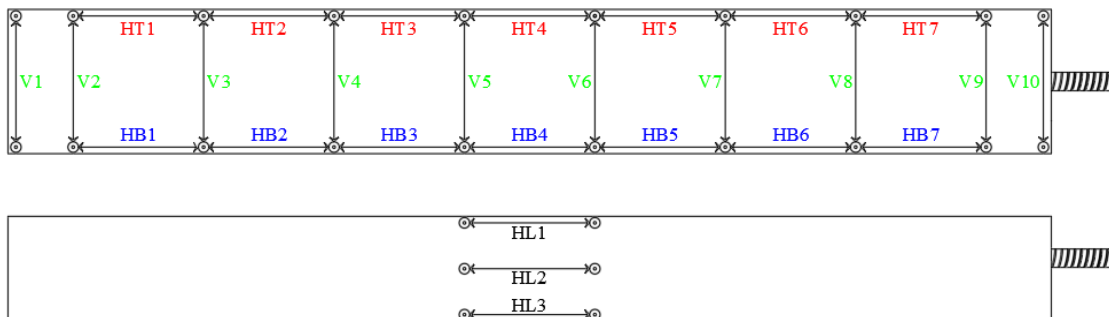 HT1 HT2 HT3 HT4 HT5 HT6 HT7
V1 V2 V3 V4 V5 V6 V7 V8 V9 V10
HB1 HB2 HB3 HB4 HB5 HB6 HB7
HL1
HL2
HL3